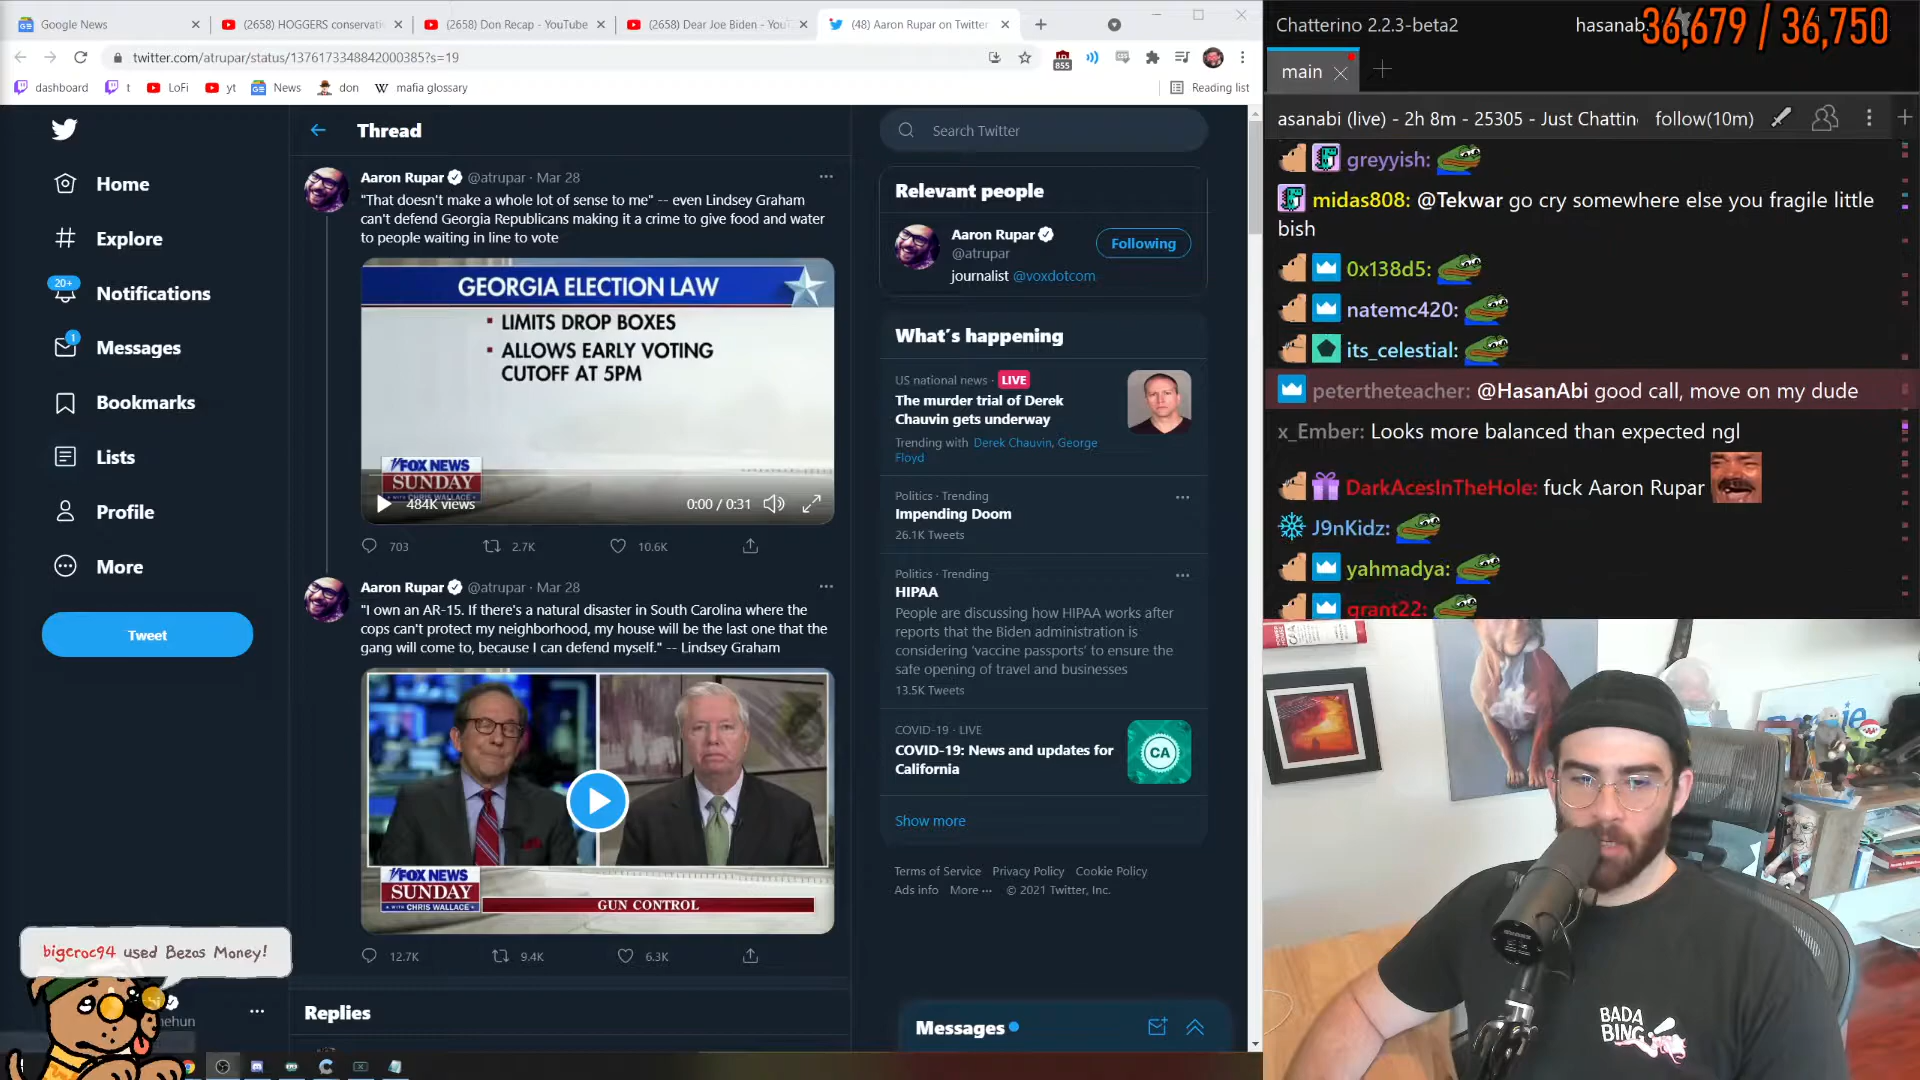 Google News
(2658) HOGGERS conservati
(2658) Don Recap - YouTube
(2658) Dear Joe Biden - You
(48) Aaron Rupar on Twitter
twitter.com/atrupar/status/1376173348842000385?s=19
855
dashboard
t
LoFi
yt
News
don
mafia glossary
Reading list
Home
Explore
20+
Notifications
1
Messages
Bookmarks
Lists
Profile
More
Tweet
Thread
Aaron Rupar @atrupar · Mar 28
"That doesn't make a whole lot of sense to me" -- even Lindsey Graham
can't defend Georgia Republicans making it a crime to give food and water
to people waiting in line to vote
GEORGIA ELECTION LAW
▪ LIMITS DROP BOXES
▪ ALLOWS EARLY VOTING
CUTOFF AT 5PM
FOX NEWS
SUNDAY
WITH CHRIS WALLACE
484K views
0:00 / 0:31
703
2.7K
10.6K
Aaron Rupar @atrupar · Mar 28
"I own an AR-15. If there's a natural disaster in South Carolina where the
cops can't protect my neighborhood, my house will be the last one that the
gang will come to, because I can defend myself." -- Lindsey Graham
FOX NEWS
SUNDAY
WITH CHRIS WALLACE
GUN CONTROL
12.7K
9.4K
6.3K
Replies
Search Twitter
Relevant people
Aaron Rupar
@atrupar
Following
journalist @voxdotcom
What's happening
US national news · LIVE
The murder trial of Derek
Chauvin gets underway
Trending with Derek Chauvin, George
Floyd
Politics · Trending
Impending Doom
26.1K Tweets
Politics · Trending
HIPAA
People are discussing how HIPAA works after
reports that the Biden administration is
considering 'vaccine passports' to ensure the
safe opening of travel and businesses
13.5K Tweets
COVID-19 · LIVE
COVID-19: News and updates for
California
CA
Show more
Terms of Service Privacy Policy Cookie Policy
Ads info More ··· © 2021 Twitter, Inc.
Messages
bigcroc94 used Bezos Money!
Chatterino 2.2.3-beta2
hasanab
36,679 / 36,750
main
asanabi (live) - 2h 8m - 25305 - Just Chattin
follow(10m)
greyyish:
midas808: @Tekwar go cry somewhere else you fragile little
bish
0x138d5:
natemc420:
its_celestial:
petertheteacher: @HasanAbi good call, move on my dude
x_Ember: Looks more balanced than expected ngl
DarkAcesInTheHole: fuck Aaron Rupar
J9nKidz:
yahmadya:
grant22:
BADA
BING